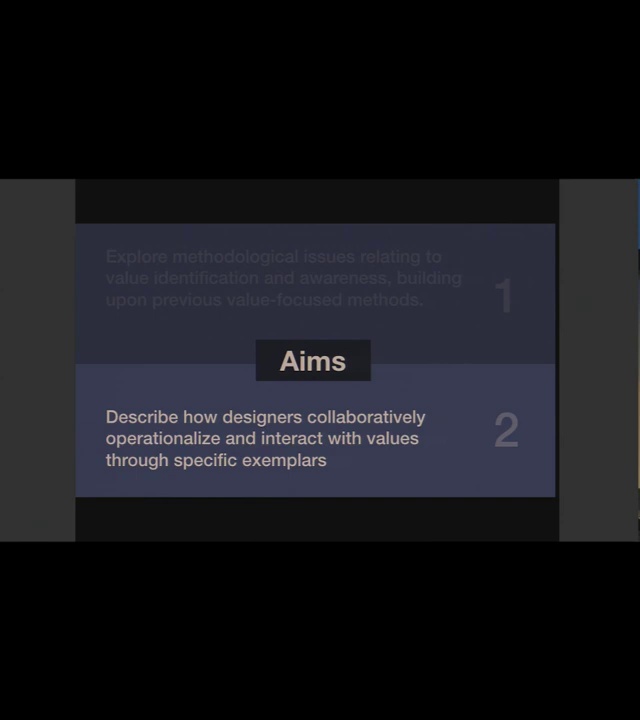 Explore methodological issues relating to
value identification and awareness, building
upon previous value-focused methods.
1
Aims
Describe how designers collaboratively
operationalize and interact with values
through specific exemplars
2